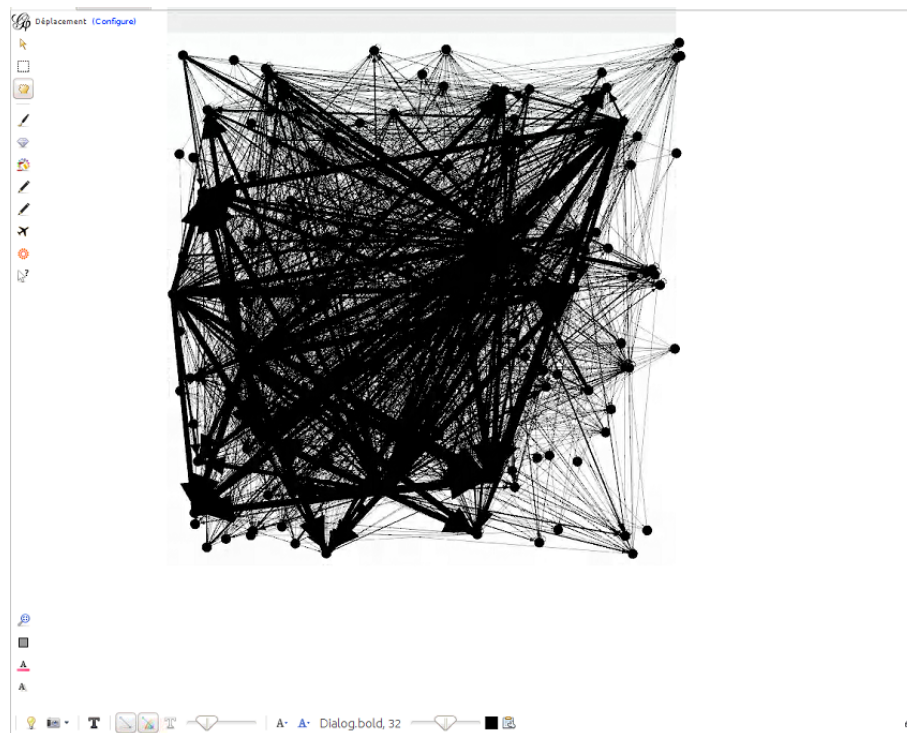 Déplacement (Configure)
T T A- A- Dialog.bold, 32
A
A